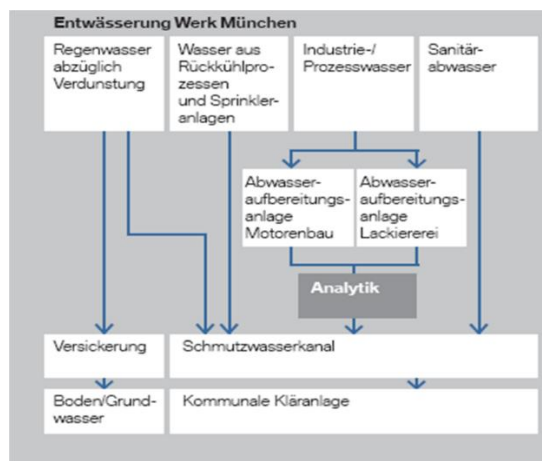 Entwässerung Werk München
Regenwasser
abzüglich
Verdunstung
Wasser aus
Rückkühlpro-
zessen
und Sprinkler-
anlagen
Industrie-/
Prozesswasser
Sanitär-
abwasser
Abwasser-
aufbereitungs-
anlage
Motorenbau
Abwasser-
aufbereitungs-
anlage
Lackiererei
Analytik
Versickerung
Schmutzwasserkanal
Boden/Grund-
wasser
Kommunale Kläranlage